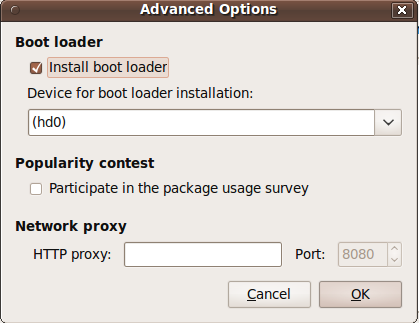 Advanced Options
Boot loader
Install boot loader
Device for boot loader installation:
(hd0)
Popularity contest
Participate in the package usage survey
Network proxy
HTTP proxy: Port: 8080
Cancel OK